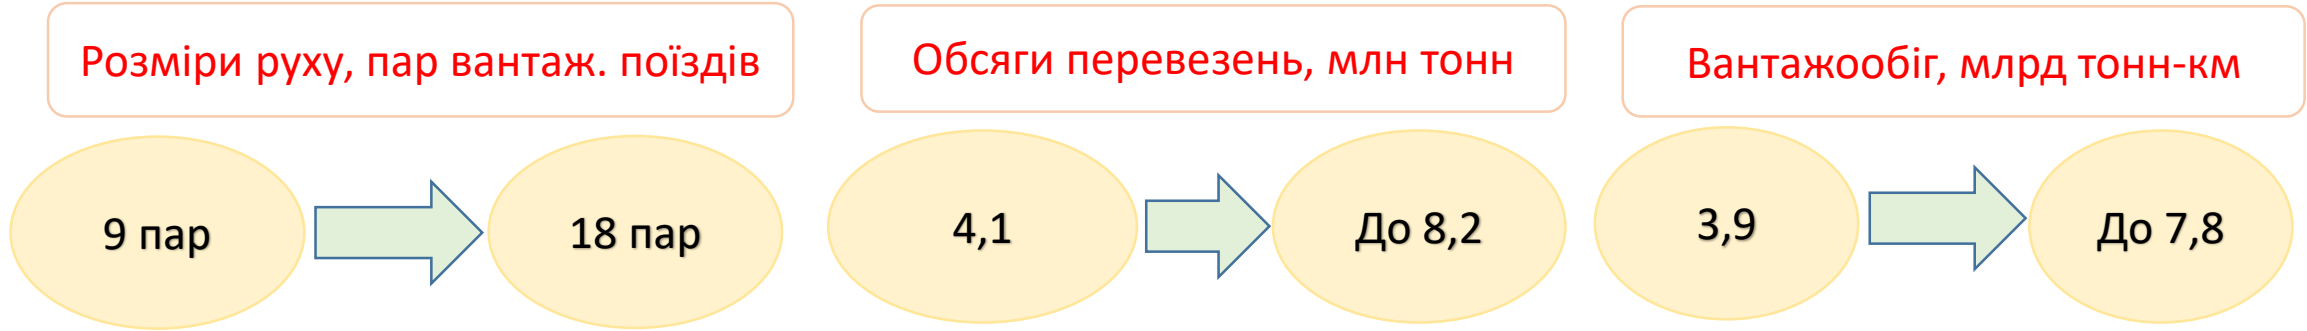 Розміри руху, пар вантаж. поїздів
Обсяги перевезень, млн тонн
Вантажообіг, млрд тонн-км
9 пар
18 пар
4,1
До 8,2
3,9
До 7,8